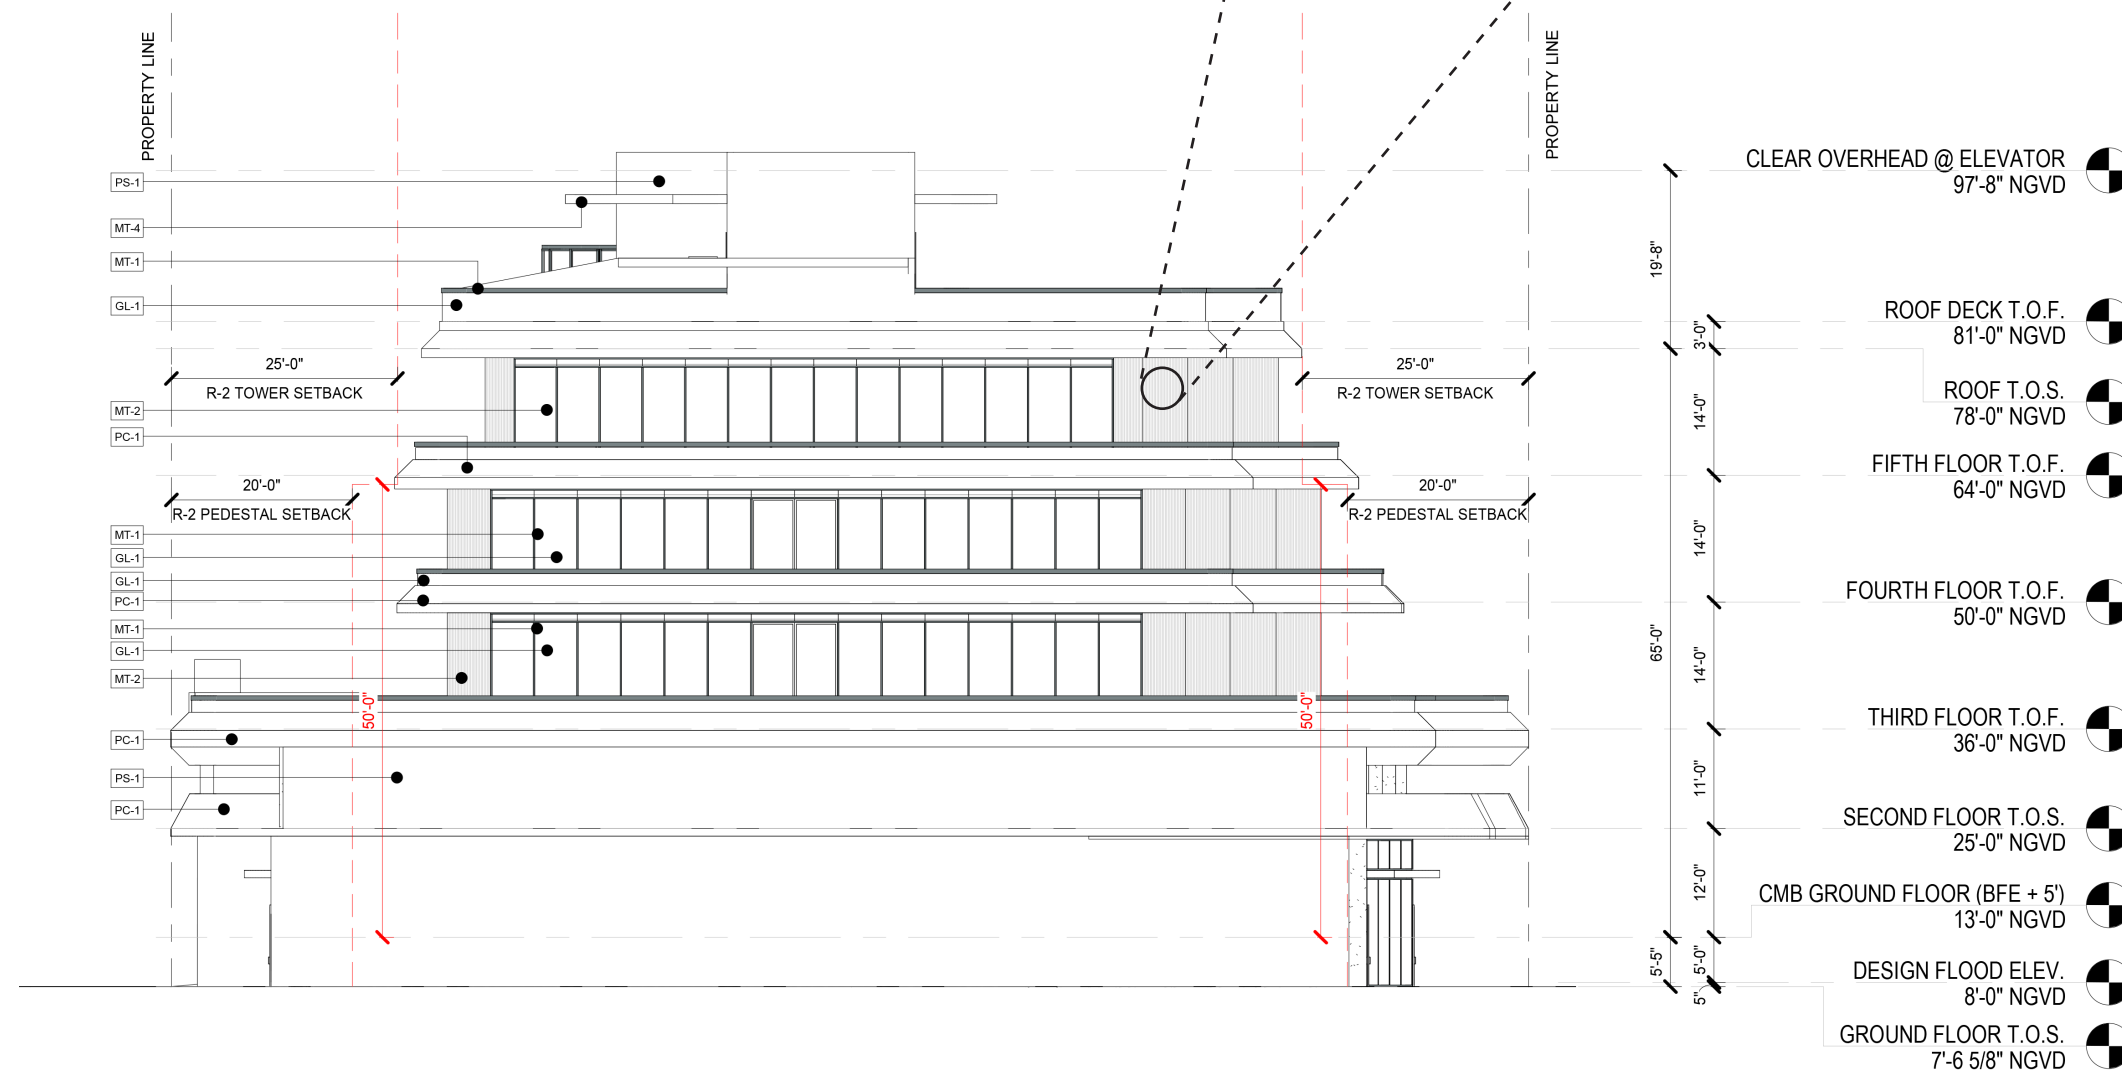 PROPERTY LINE
PROPERTY LINE
PS-1
MT-4
MT-1
GL-1
MT-2
PC-1
MT-1
GL-1
GL-1
PC-1
MT-1
GL-1
MT-2
PC-1
PS-1
PC-1
25'-0"
R-2 TOWER SETBACK
20'-0"
R-2 PEDESTAL SETBACK
50'-0"
50'-0"
25'-0"
R-2 TOWER SETBACK
20'-0"
R-2 PEDESTAL SETBACK
19'-8"
65'-0"
5'-5"
3'-0"
14'-0"
14'-0"
14'-0"
11'-0"
12'-0"
5'-0"
5"
CLEAR OVERHEAD @ ELEVATOR
97'-8" NGVD
ROOF DECK T.O.F.
81'-0" NGVD
ROOF T.O.S.
78'-0" NGVD
FIFTH FLOOR T.O.F.
64'-0" NGVD
FOURTH FLOOR T.O.F.
50'-0" NGVD
THIRD FLOOR T.O.F.
36'-0" NGVD
SECOND FLOOR T.O.S.
25'-0" NGVD
CMB GROUND FLOOR (BFE + 5')
13'-0" NGVD
DESIGN FLOOD ELEV.
8'-0" NGVD
GROUND FLOOR T.O.S.
7'-6 5/8" NGVD